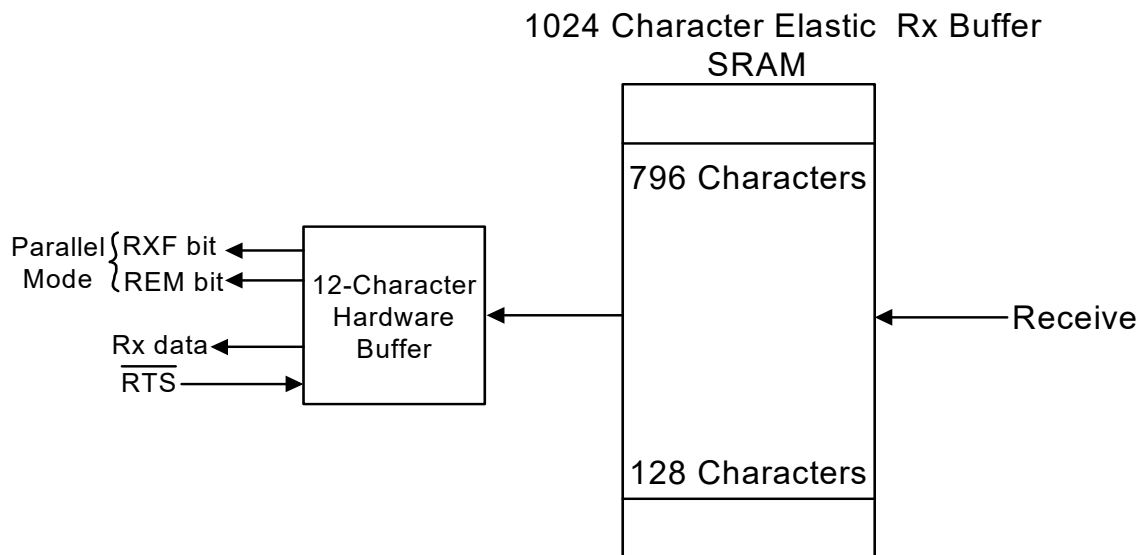 1024 Character Elastic Rx Buffer
SRAM
796 Characters
Parallel
Mode
RXF bit
REM bit
12-Character
Hardware
Buffer
Receive
Rx data
RTS
128 Characters